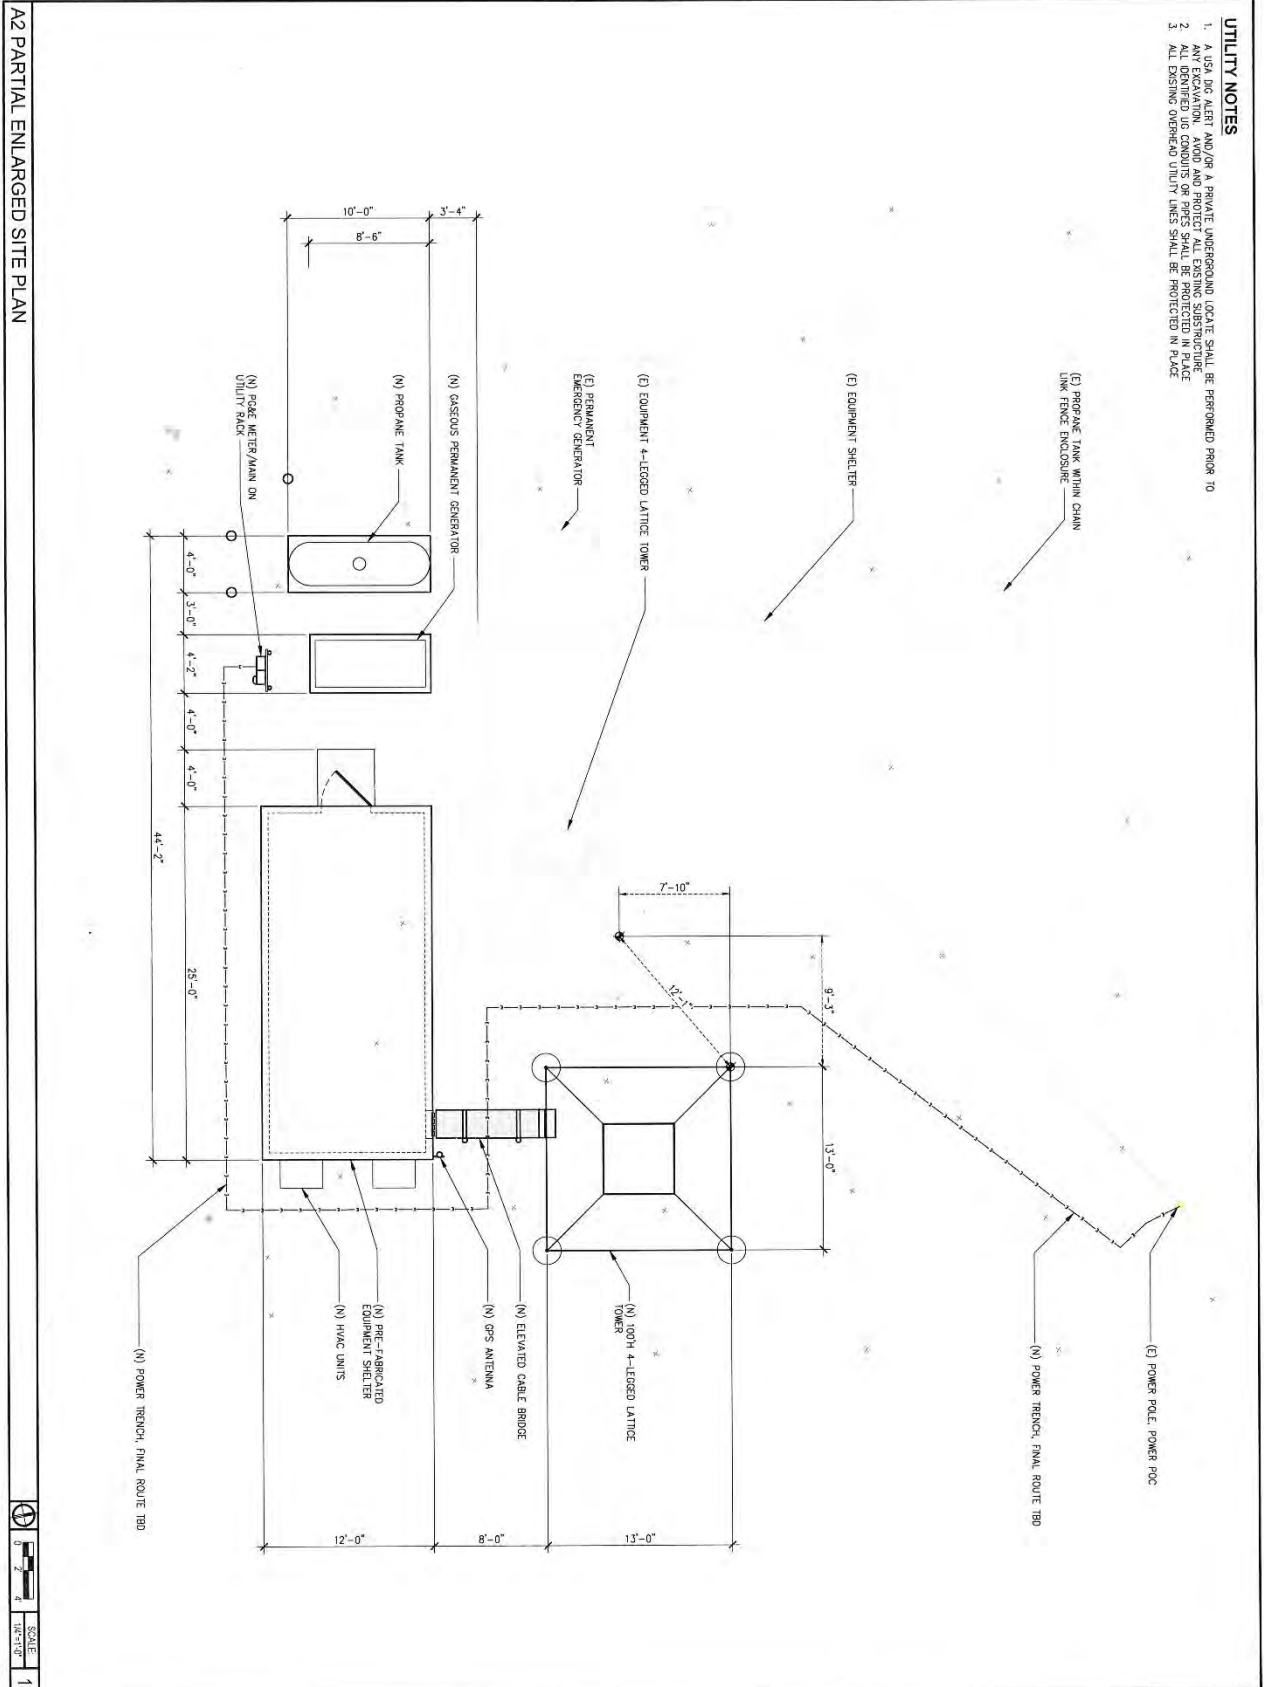 UTILITY NOTES
1. A USA DIG ALERT AND/OR A PRIVATE UNDERGROUND LOCATE SHALL BE PERFORMED PRIOR TO
ANY EXCAVATION. AVOID AND PROTECT ALL EXISTING SUBSTRUCTURE
2. ALL IDENTIFIED UG CONDUITS OR PIPES SHALL BE PROTECTED IN PLACE
3. ALL EXISTING OVERHEAD UTILITY LINES SHALL BE PROTECTED IN PLACE
(E) PROPANE TANK WITHIN CHAIN
LINK FENCE ENCLOSURE
(E) EQUIPMENT SHELTER
(E) EQUIPMENT 4-LEGGED LATTICE TOWER
(E) PERMANENT
EMERGENCY GENERATOR
(N) GASEOUS PERMANENT GENERATOR
(N) PROPANE TANK
(N) PG&E METER/MAIN ON
UTILITY RACK
10'-0"
3'-4"
8'-6"
4'-0"
3'-0"
4'-2"
4'-0"
4'-0"
25'-0"
44'-2"
7'-10"
12'-1"
9'-3"
13'-0"
(E) POWER POLE, POWER POC
(N) POWER TRENCH, FINAL ROUTE TBD
(N) 100'H 4-LEGGED LATTICE
TOWER
(N) ELEVATED CABLE BRIDGE
(N) GPS ANTENNA
(N) PRE-FABRICATED
EQUIPMENT SHELTER
(N) HVAC UNITS
(N) POWER TRENCH, FINAL ROUTE TBD
12'-0"
8'-0"
13'-0"
A2 PARTIAL ENLARGED SITE PLAN
0 2 4'
SCALE:
1/4"=1'-0"
1